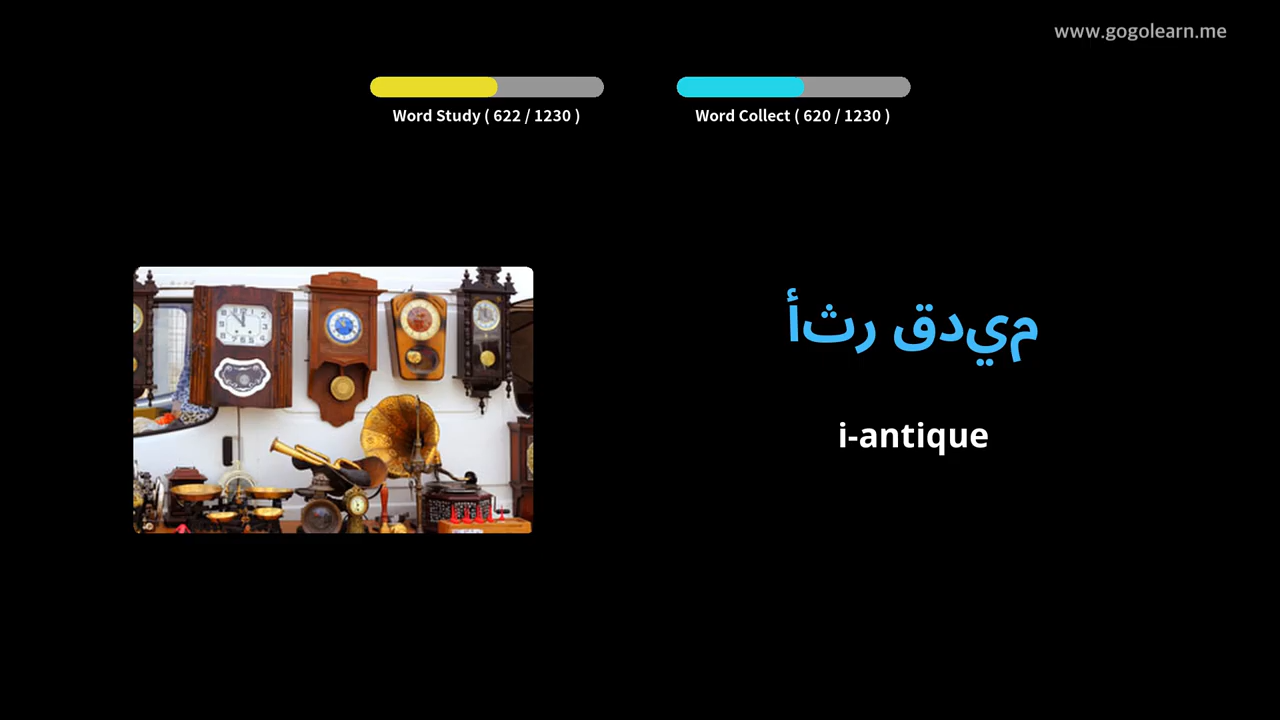 www.gogolearn.me
Word Study ( 622 / 1230 )
Word Collect ( 620 / 1230 )
أثر قديم
i-antique